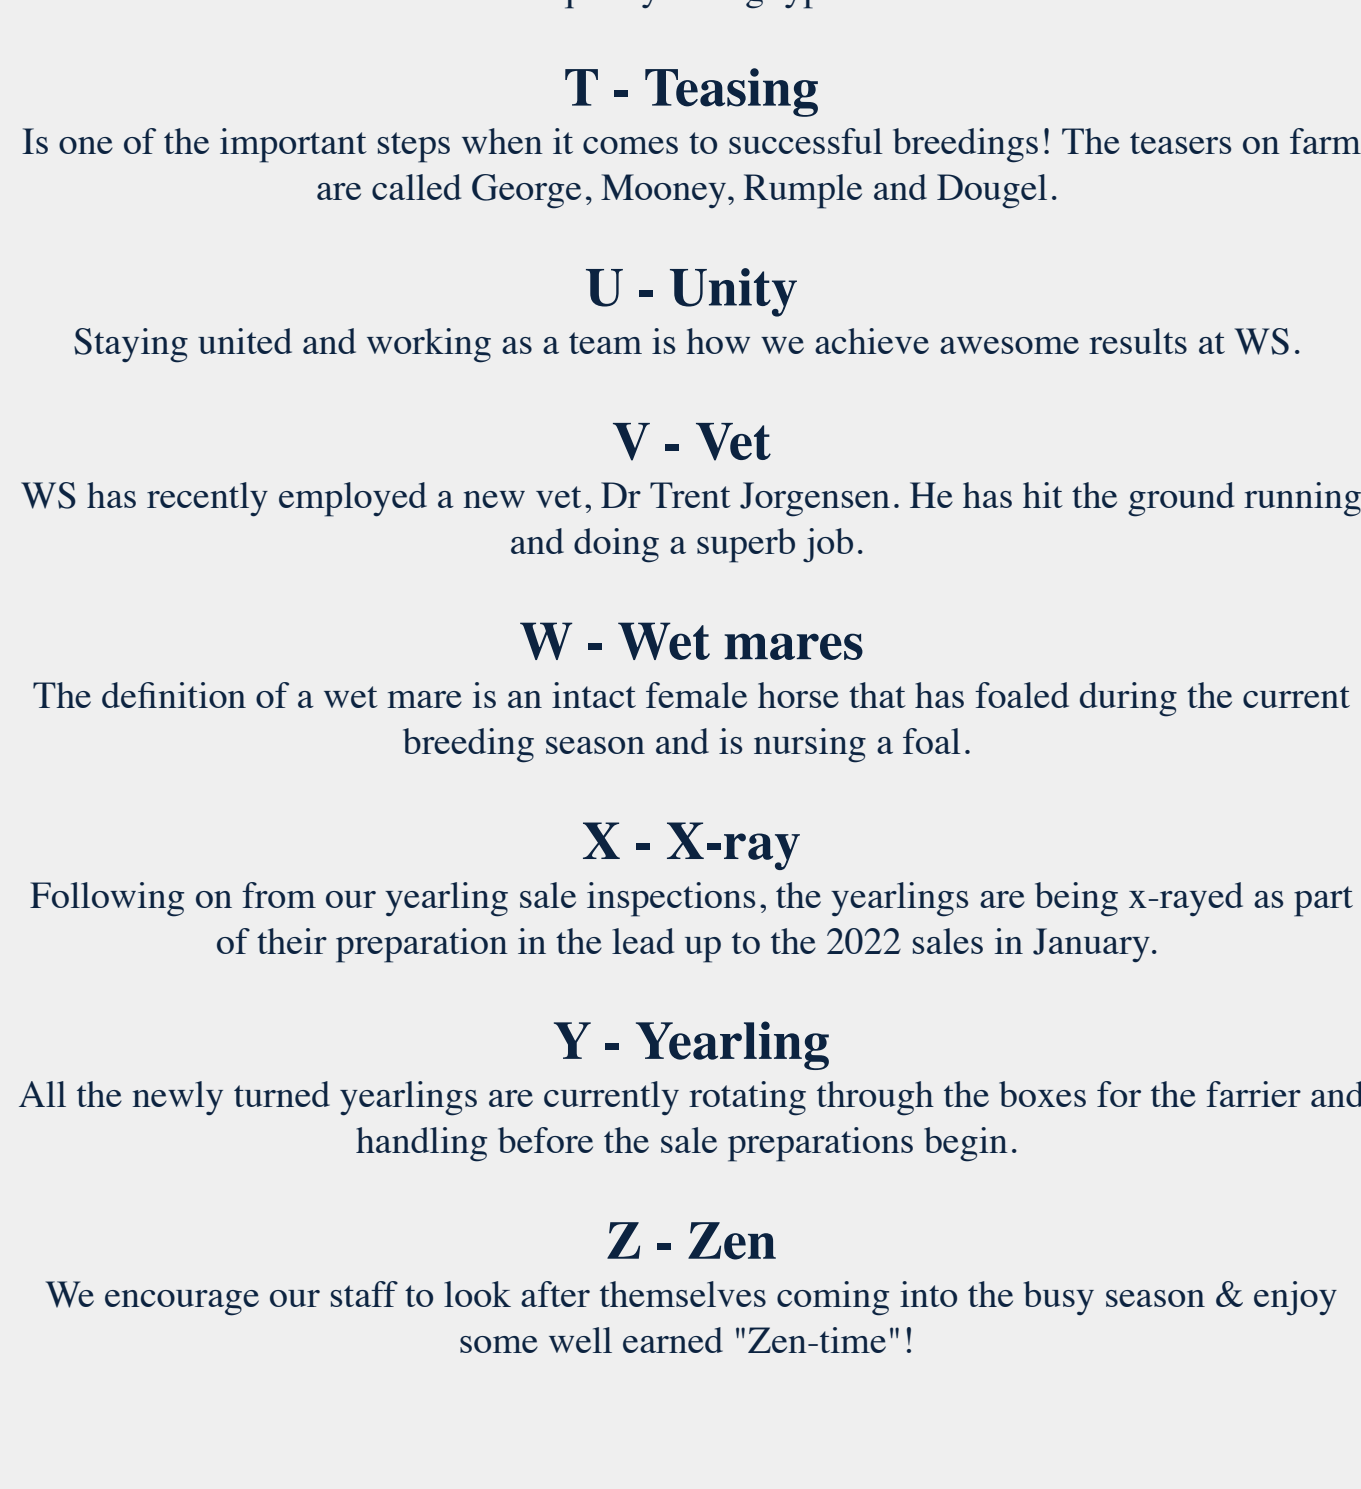 T - Teasing
Is one of the important steps when it comes to successful breedings! The teasers on farm
are called George, Mooney, Rumple and Dougel.
U - Unity
Staying united and working as a team is how we achieve awesome results at WS.
V - Vet
WS has recently employed a new vet, Dr Trent Jorgensen. He has hit the ground running
and doing a superb job.
W - Wet mares
The definition of a wet mare is an intact female horse that has foaled during the current
breeding season and is nursing a foal.
X - X-ray
Following on from our yearling sale inspections, the yearlings are being x-rayed as part
of their preparation in the lead up to the 2022 sales in January.
Y - Yearling
All the newly turned yearlings are currently rotating through the boxes for the farrier and
handling before the sale preparations begin.
Z - Zen
We encourage our staff to look after themselves coming into the busy season & enjoy
some well earned "Zen-time"!